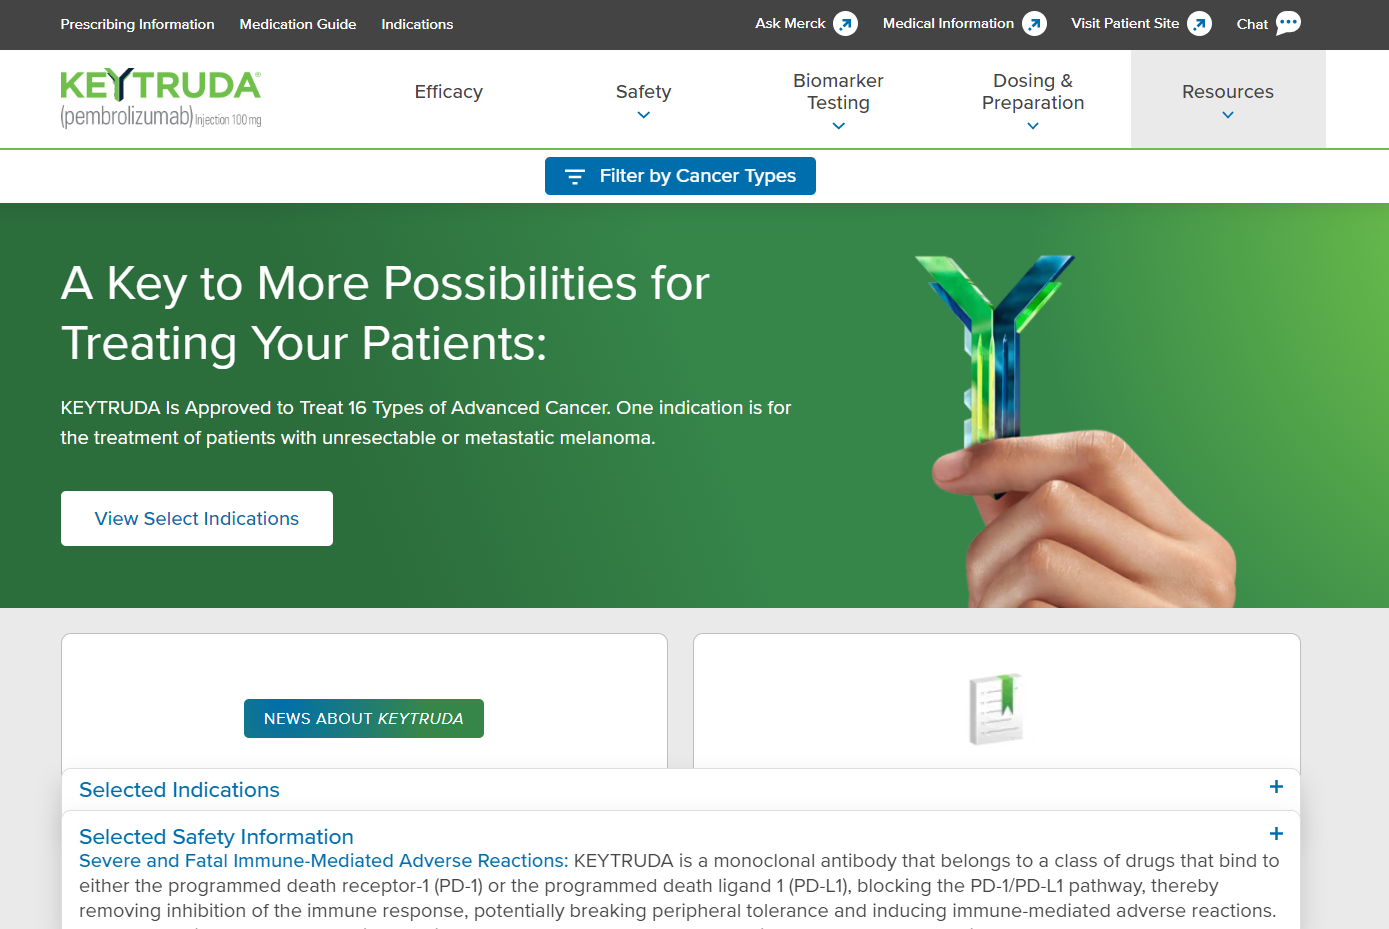 Prescribing Information Medication Guide Indications Ask Merck Medical Information Visit Patient Site Chat
KEYTRUDA®
(pembrolizumab) Injection 100 mg
Efficacy
Safety
Biomarker
Testing
Dosing &
Preparation
Resources
Filter by Cancer Types
A Key to More Possibilities for
Treating Your Patients:
KEYTRUDA Is Approved to Treat 16 Types of Advanced Cancer. One indication is for
the treatment of patients with unresectable or metastatic melanoma.
View Select Indications
NEWS ABOUT KEYTRUDA
Selected Indications +
Selected Safety Information +
Severe and Fatal Immune-Mediated Adverse Reactions: KEYTRUDA is a monoclonal antibody that belongs to a class of drugs that bind to
either the programmed death receptor-1 (PD-1) or the programmed death ligand 1 (PD-L1), blocking the PD-1/PD-L1 pathway, thereby
removing inhibition of the immune response, potentially breaking peripheral tolerance and inducing immune-mediated adverse reactions.